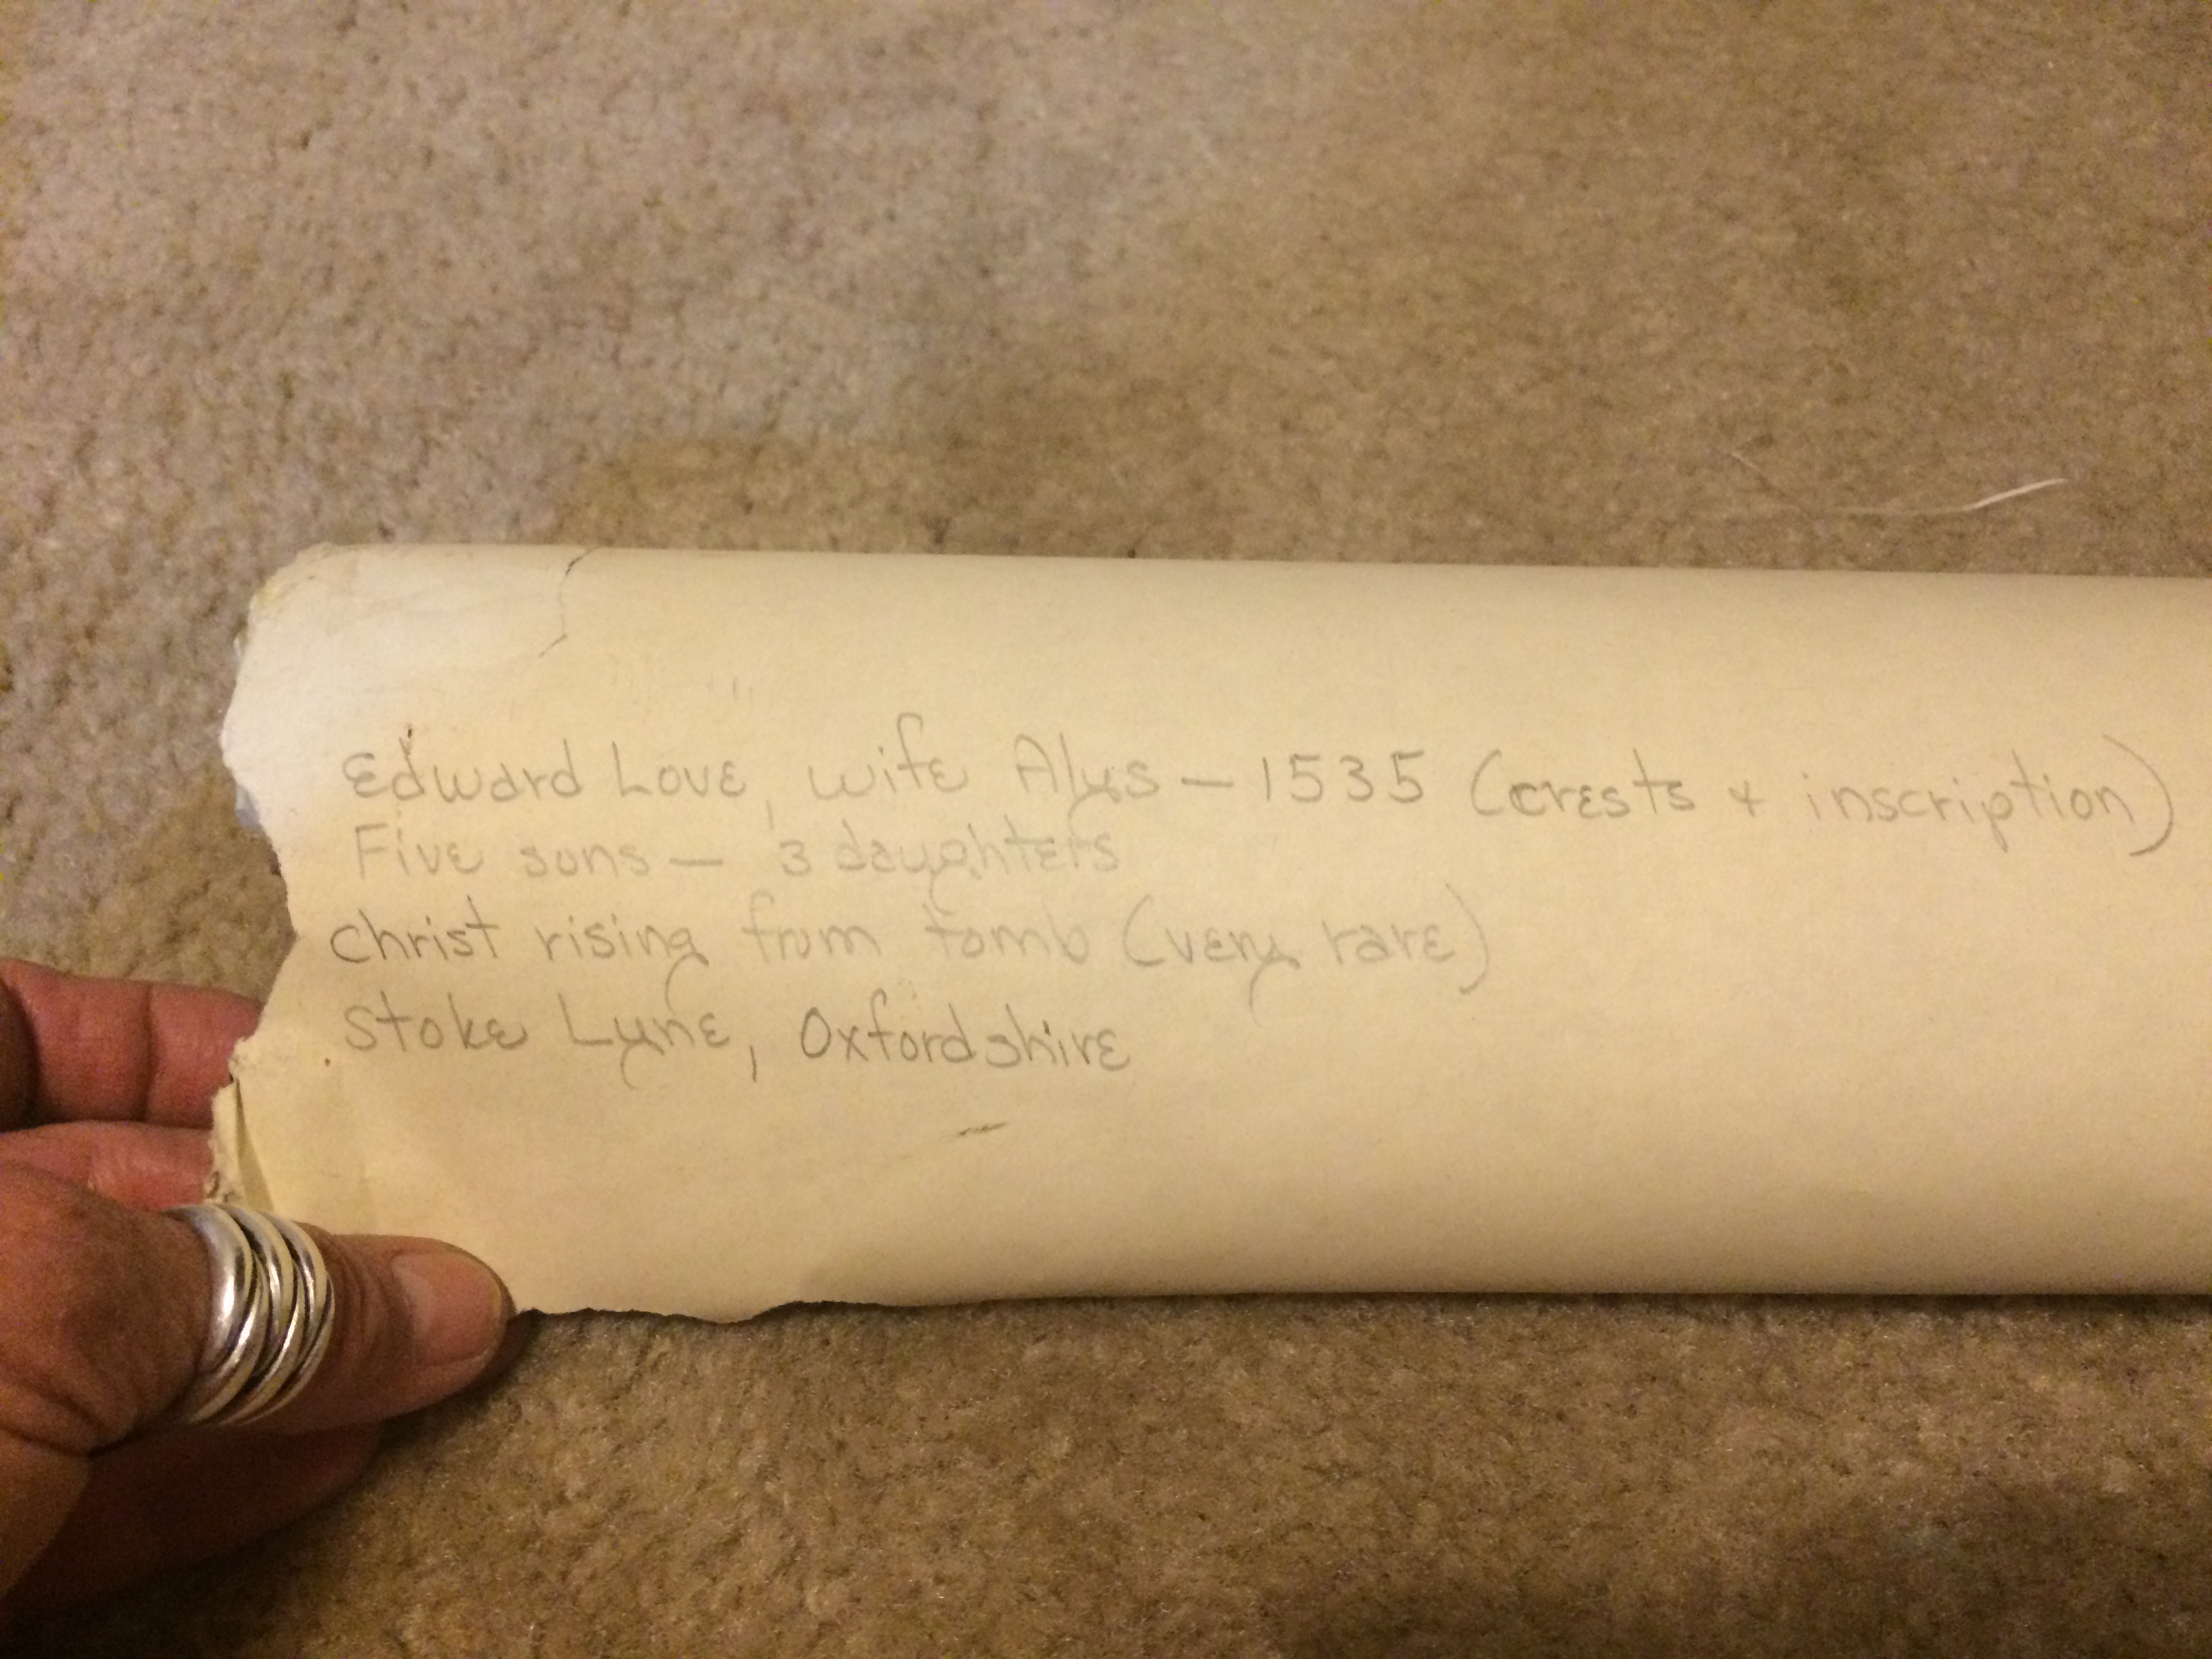 Edward Love, wife Alys — 1535 (crests & inscription)
Five sons — 3 daughters
Christ rising from tomb (very rare)
Stoke Lyne, Oxfordshire